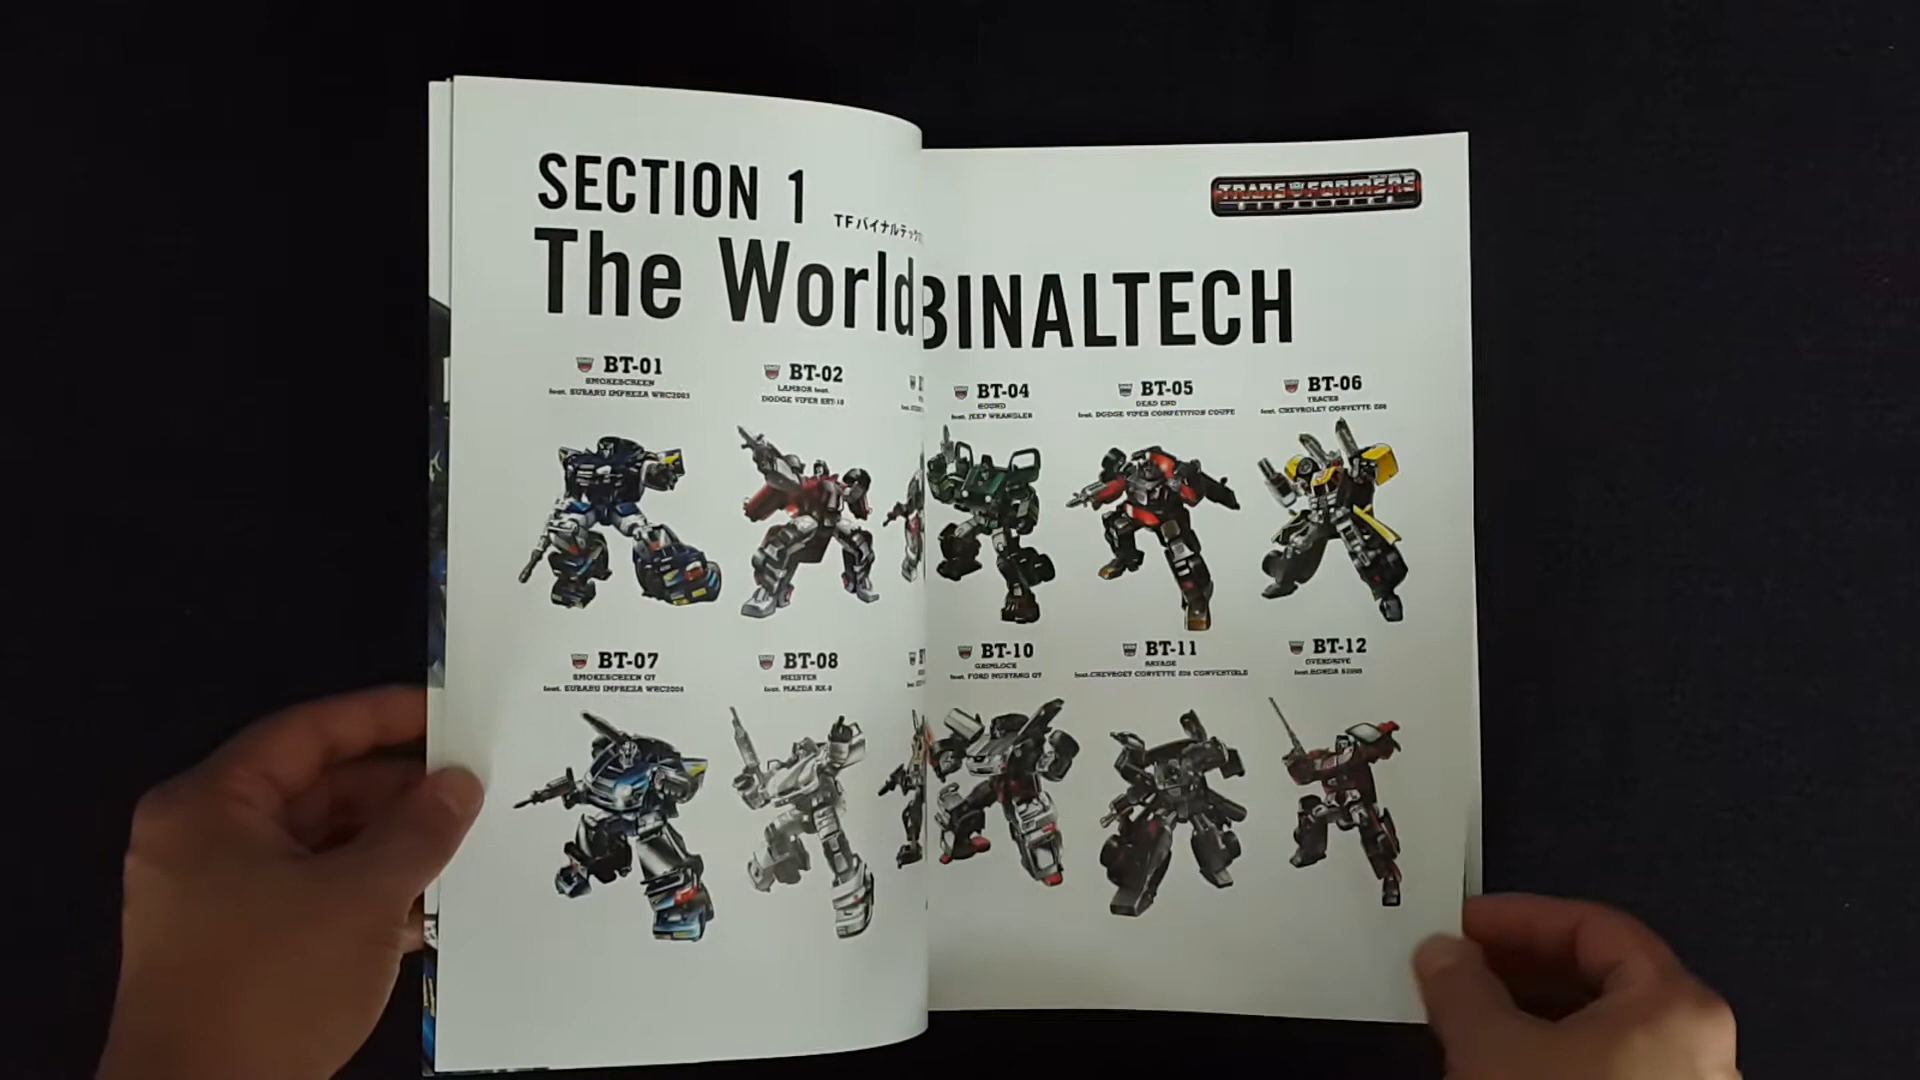 SECTION 1
TFバイナルテック
The World
BINALTECH
TRANSFORMERS
BT-01
SMOKESCREEN
feat. SUBARU IMPREZA WRC2003
BT-02
LAMBOR feat.
DODGE VIPER SRT-10
BT-04
HOUND
feat. JEEP WRANGLER
BT-05
DEAD END
feat. DODGE VIPER COMPETITION COUPE
BT-06
TRACKS
feat. CHEVROLET CORVETTE Z06
BT-07
SMOKESCREEN GT
feat. SUBARU IMPREZA WRC2004
BT-08
MEISTER
feat. MAZDA RX-8
BT-10
GRIMLOCK
feat. FORD MUSTANG GT
BT-11
RAVAGE
feat.CHEVROET CORVETTE Z06 CONVERTIBLE
BT-12
OVERDRIVE
feat.HONDA S2000